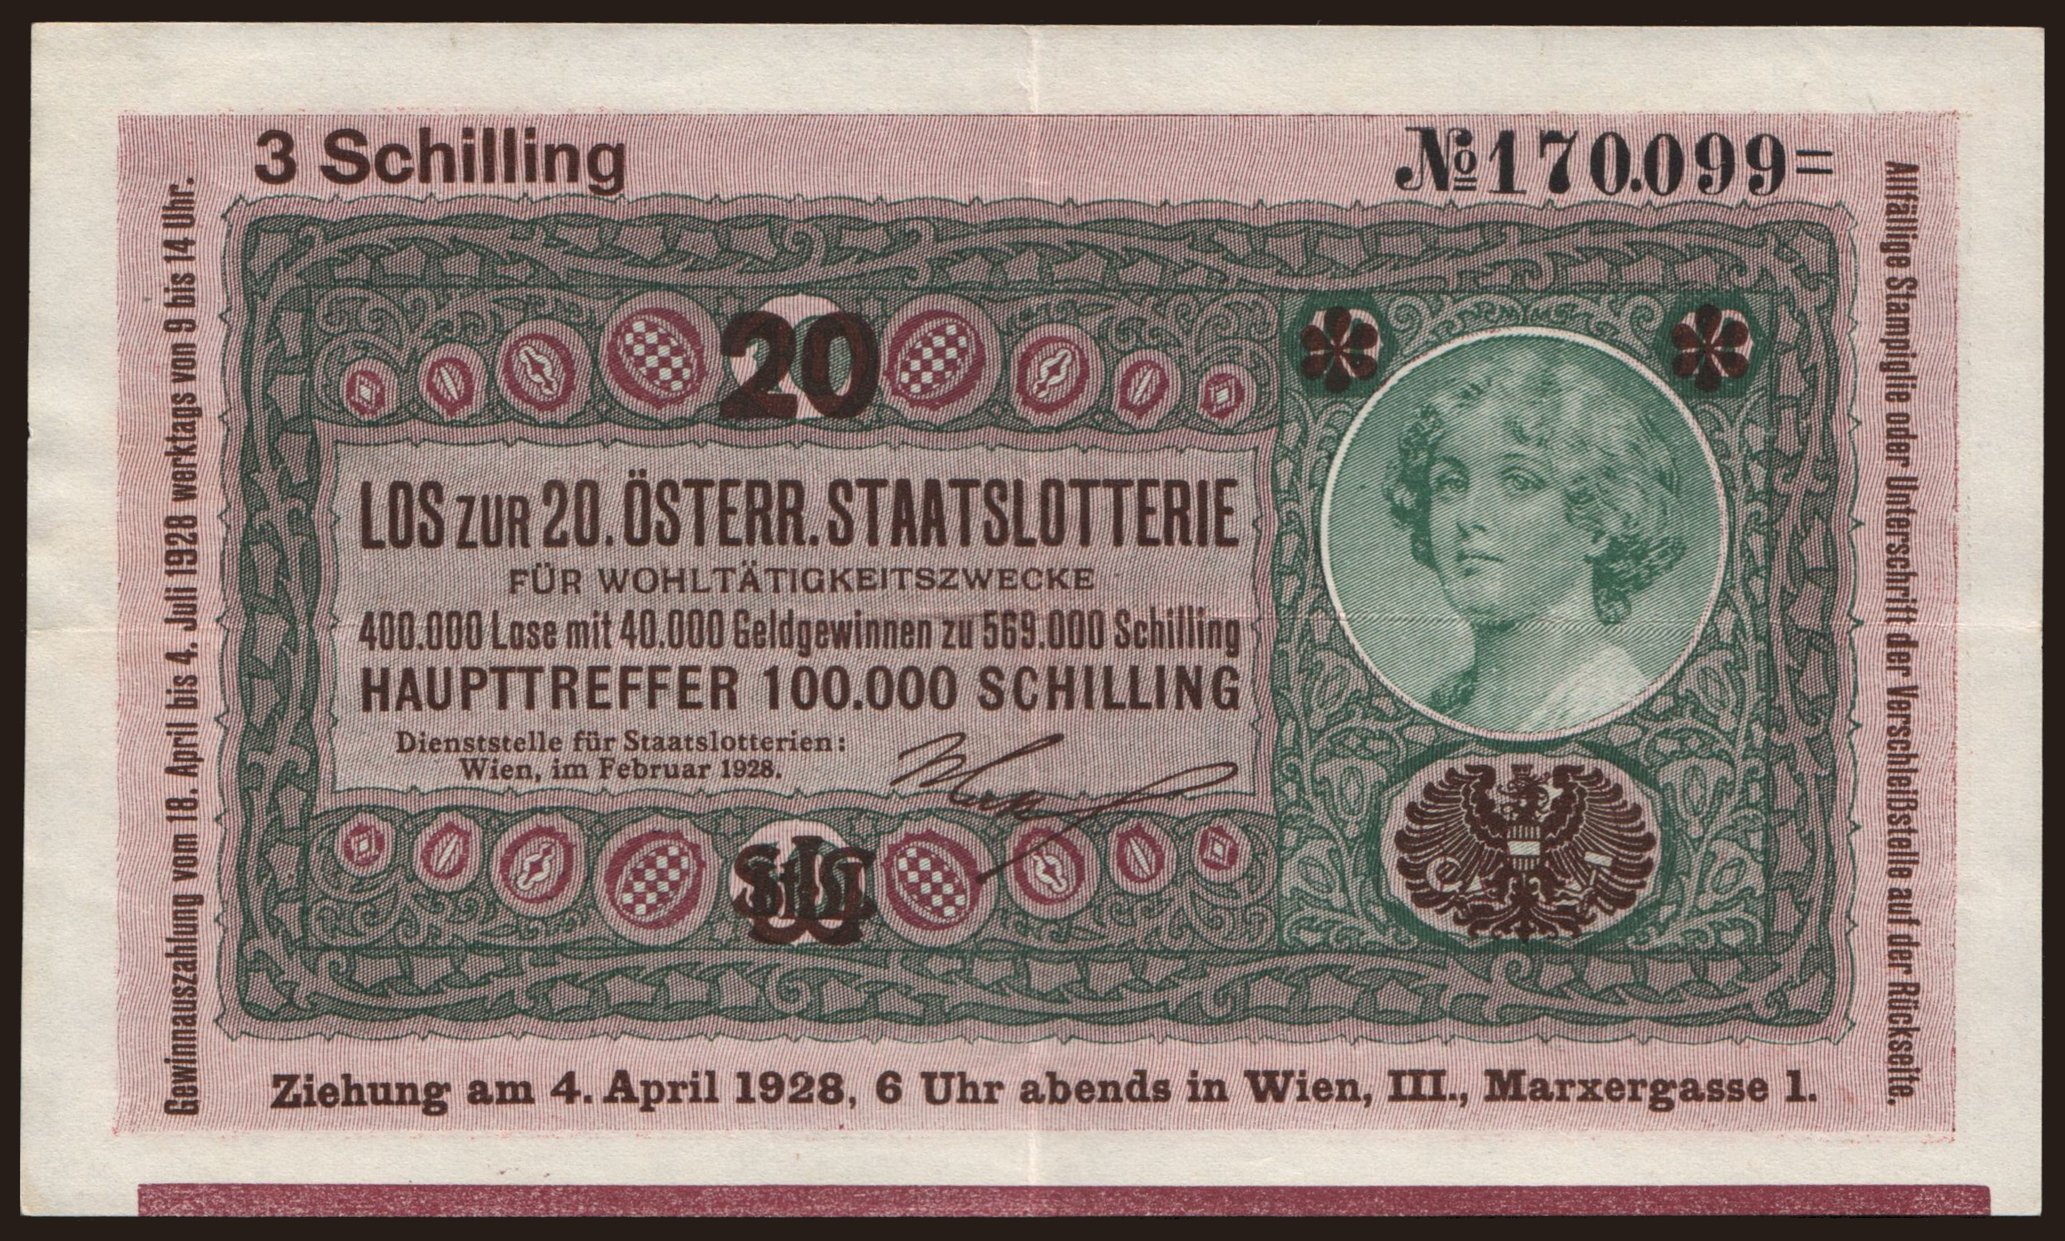 3 Schilling
№ 170.099=
Gewinnauszahlung vom 18. April bis 4. Juli 1928 werktags von 9 bis 14 Uhr.
20
LOS ZUR 20. ÖSTERR. STAATSLOTTERIE
FÜR WOHLTÄTIGKEITSZWECKE
400.000 Lose mit 40.000 Geldgewinnen zu 569.000 Schilling
HAUPTTREFFER 100.000 SCHILLING
Dienststelle für Staatslotterien:
Wien, im Februar 1928.
StL
Ziehung am 4. April 1928, 6 Uhr abends in Wien, III., Marxergasse 1.
Allfällige Stampiglie oder Unterschrift der Verschleißstelle auf der Rückseite.